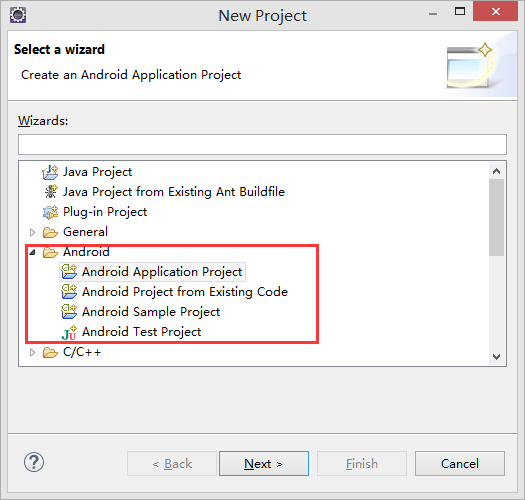 New Project
Select a wizard
Create an Android Application Project
Wizards:
Java Project
Java Project from Existing Ant Buildfile
Plug-in Project
General
Android
Android Application Project
Android Project from Existing Code
Android Sample Project
Android Test Project
C/C++
< Back
Next >
Finish
Cancel